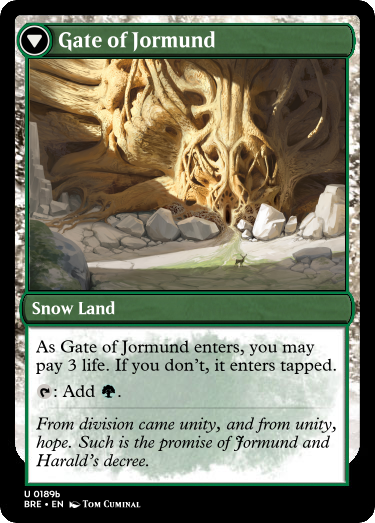 Gate of Jormund
Snow Land
As Gate of Jormund enters, you may
pay 3 life. If you don't, it enters tapped.
: Add .
From division came unity, and from unity,
hope. Such is the promise of Jormund and
Harald's decree.
U 0189b
BRE • EN Tom Cuminal